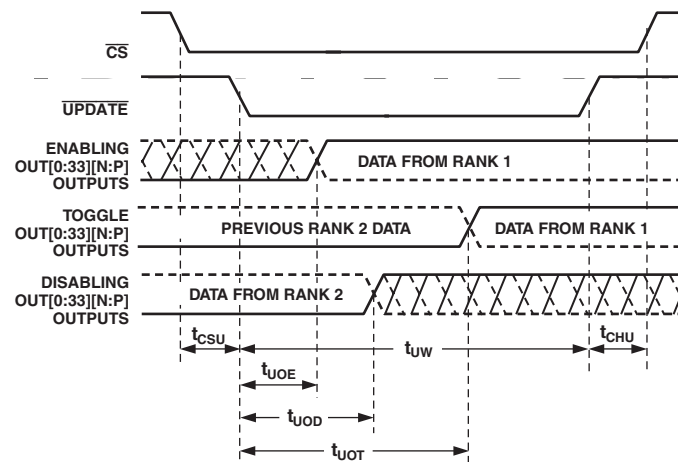 CS
UPDATE
ENABLING
OUT[0:33][N:P]
OUTPUTS
DATA FROM RANK 1
TOGGLE
OUT[0:33][N:P]
OUTPUTS
PREVIOUS RANK 2 DATA
DATA FROM RANK 1
DISABLING
OUT[0:33][N:P]
OUTPUTS
DATA FROM RANK 2
tCSU
tUW
tCHU
tUOE
tUOD
tUOT